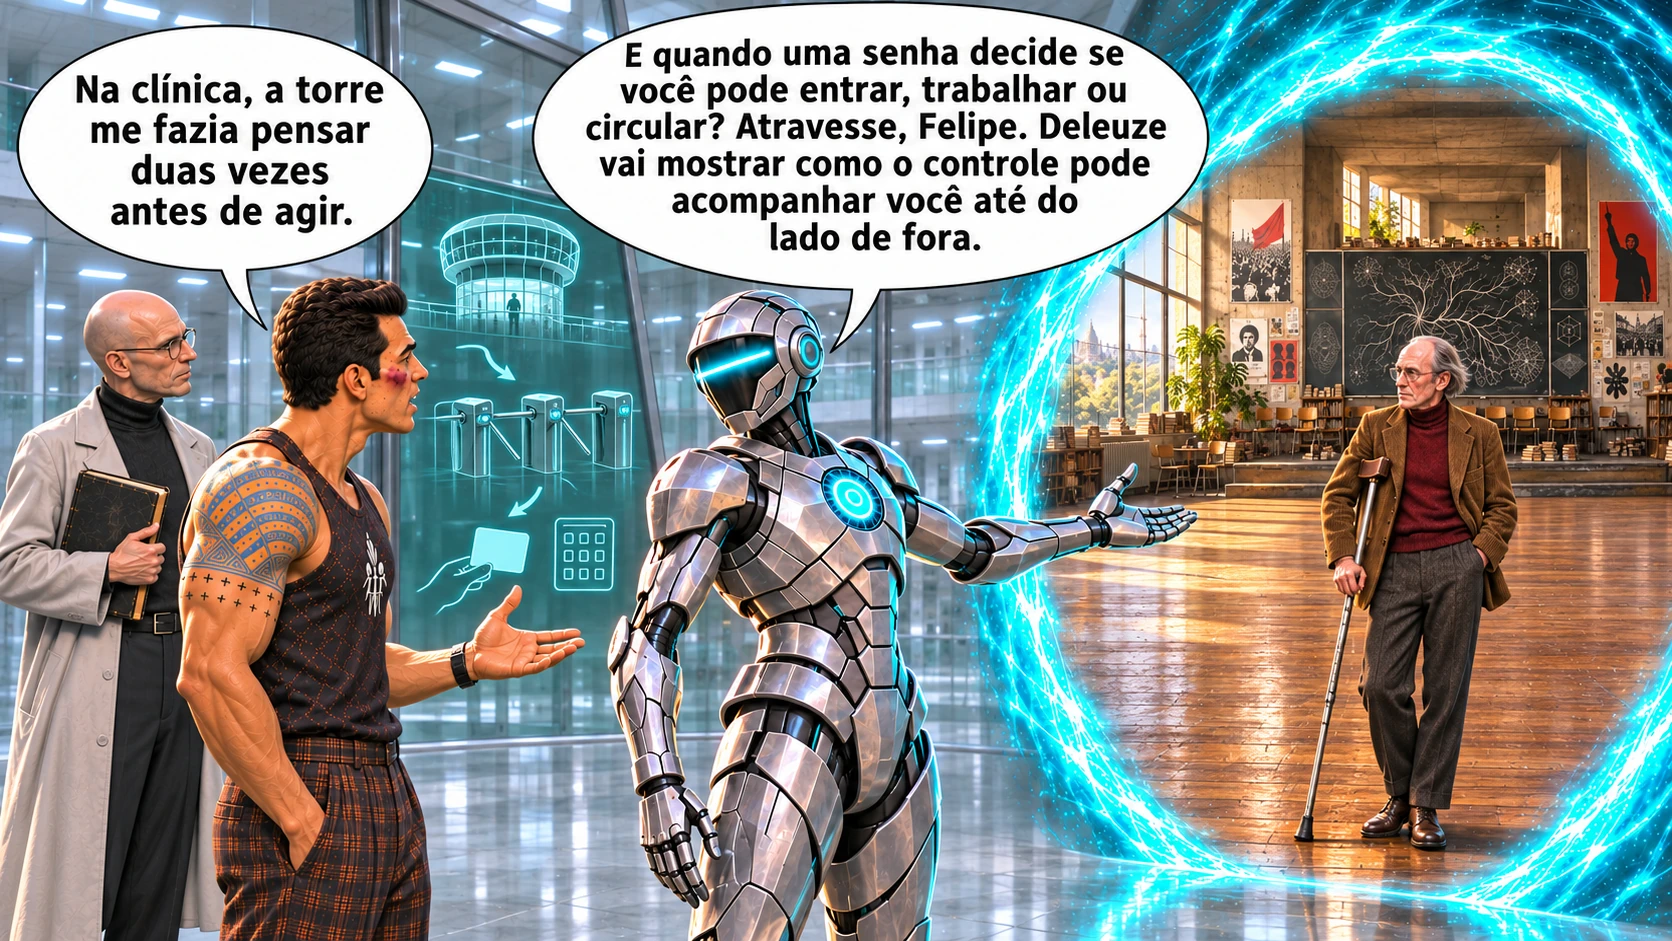 Na clínica, a torre
me fazia pensar
duas vezes
antes de agir.
E quando uma senha decide se
você pode entrar, trabalhar ou
circular? Atravesse, Felipe. Deleuze
vai mostrar como o controle pode
acompanhar você até do
lado de fora.